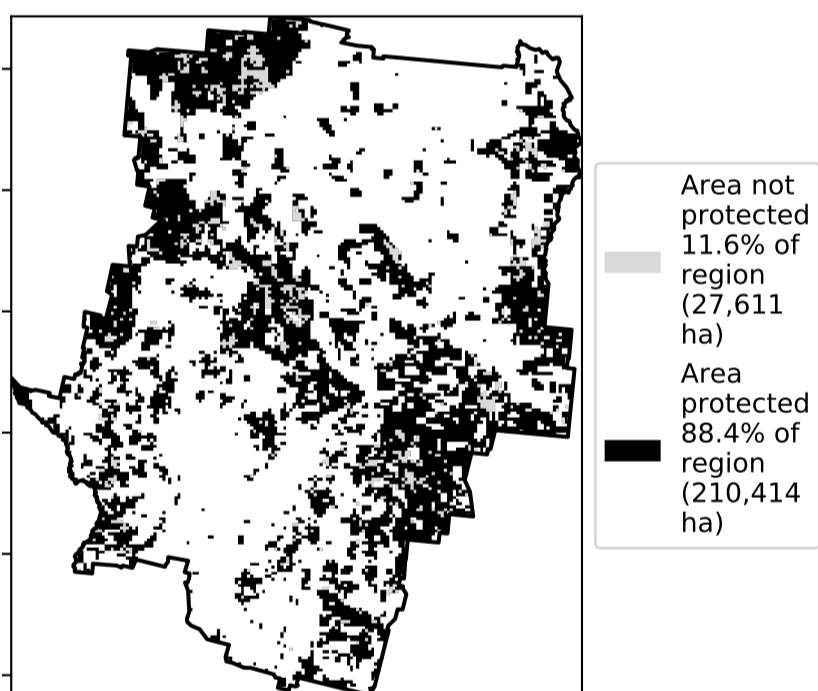 Area not
protected
11.6% of
region
(27,611
ha)
Area
protected
88.4% of
region
(210,414
ha)